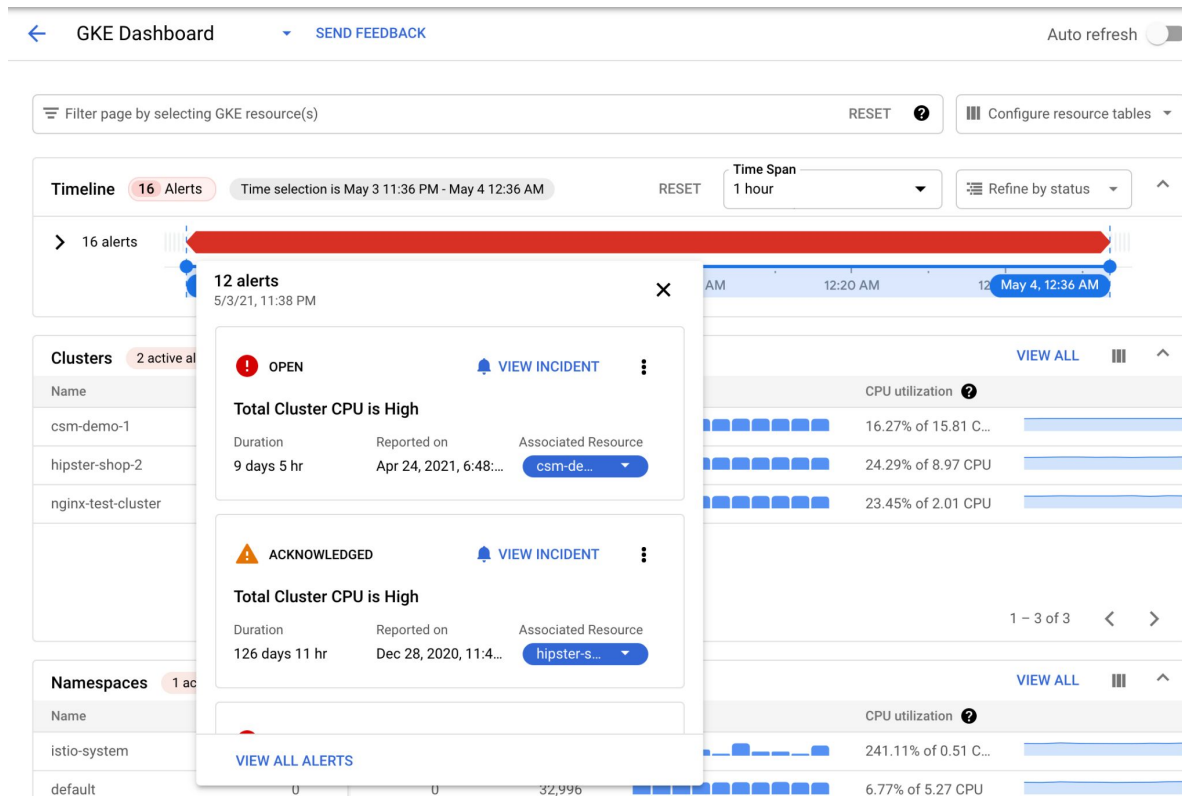 GKE Dashboard SEND FEEDBACK Auto refresh
Filter page by selecting GKE resource(s) RESET ? Configure resource tables
Time Span
Timeline 16 Alerts Time selection is May 3 11:36 PM - May 4 12:36 AM RESET 1 hour Refine by status
16 alerts
12 alerts
5/3/21, 11:38 PM
AM 12:20 AM 12 May 4, 12:36 AM
Clusters 2 active al VIEW ALL
! OPEN VIEW INCIDENT
Name CPU utilization ?
Total Cluster CPU is High
csm-demo-1 16.27% of 15.81 C...
Duration Reported on Associated Resource
9 days 5 hr Apr 24, 2021, 6:48:... csm-de...
hipster-shop-2 24.29% of 8.97 CPU
nginx-test-cluster 23.45% of 2.01 CPU
! ACKNOWLEDGED VIEW INCIDENT
Total Cluster CPU is High
1 – 3 of 3
Duration Reported on Associated Resource
126 days 11 hr Dec 28, 2020, 11:4... hipster-s...
Namespaces 1 ac VIEW ALL
Name CPU utilization ?
istio-system 241.11% of 0.51 C...
VIEW ALL ALERTS
default 0 0 32,996 6.77% of 5.27 CPU